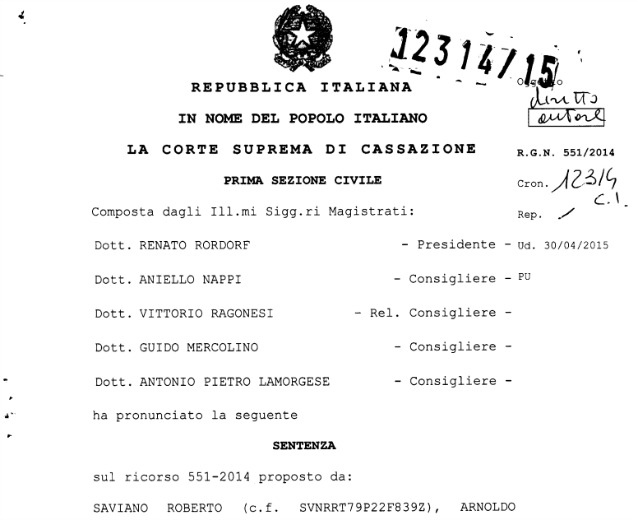 12314/15
REPUBBLICA ITALIANA
IN NOME DEL POPOLO ITALIANO
LA CORTE SUPREMA DI CASSAZIONE
PRIMA SEZIONE CIVILE
Oggetto
diritto
autore
R.G.N. 551/2014
Cron. 12314
C.I.
Rep. /
Composta dagli Ill.mi Sigg.ri Magistrati:
Dott. RENATO RORDORF - Presidente - Ud. 30/04/2015
Dott. ANIELLO NAPPI - Consigliere - PU
Dott. VITTORIO RAGONESI - Rel. Consigliere -
Dott. GUIDO MERCOLINO - Consigliere -
Dott. ANTONIO PIETRO LAMORGESE - Consigliere -
ha pronunciato la seguente
SENTENZA
sul ricorso 551-2014 proposto da:
SAVIANO ROBERTO (c.f. SVNRRT79P22F839Z), ARNOLDO